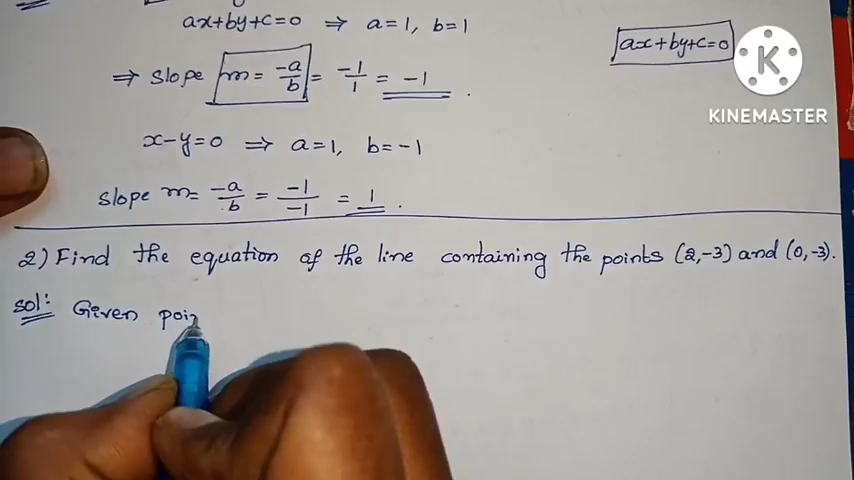 ax+by+c=0 ⇒ a=1, b=1
ax+by+c=0
⇒ slope m = -a/b = -1/1 = -1.
KINEMASTER
x-y=0 ⇒ a=1, b=-1
slope m = -a/b = -1/-1 = 1.
2) Find the equation of the line containing the points (2,-3) and (0,-3).
sol: Given poin